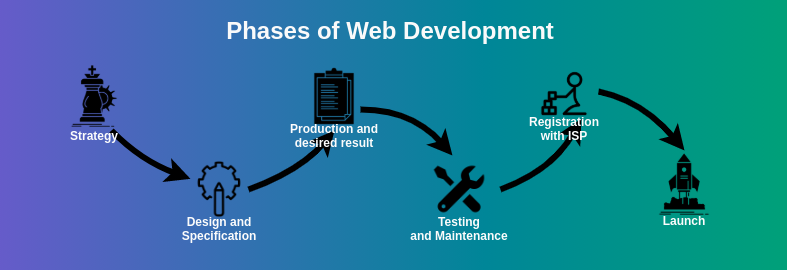 Phases of Web Development
Strategy
Design and
Specification
Production and
desired result
Testing
and Maintenance
Registration
with ISP
Launch